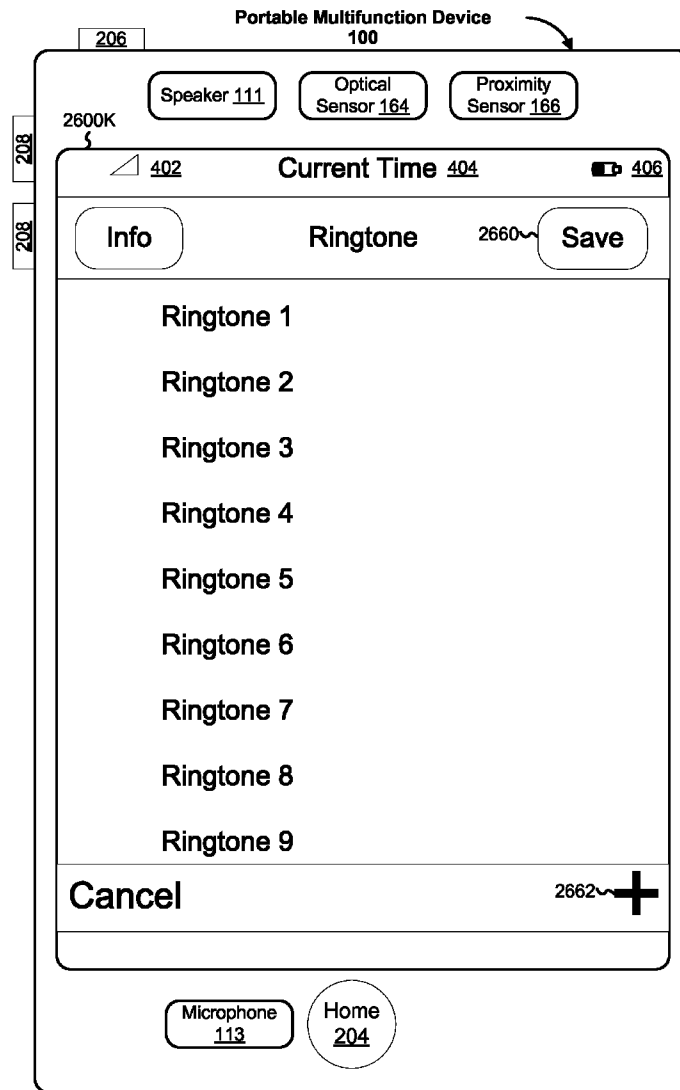 Portable Multifunction Device
100
206
Speaker 111
Optical
Sensor 164
Proximity
Sensor 166
2600K
208
208
402
Current Time 404
406
Info
Ringtone
2660
Save
Ringtone 1
Ringtone 2
Ringtone 3
Ringtone 4
Ringtone 5
Ringtone 6
Ringtone 7
Ringtone 8
Ringtone 9
Cancel
2662
Microphone
113
Home
204